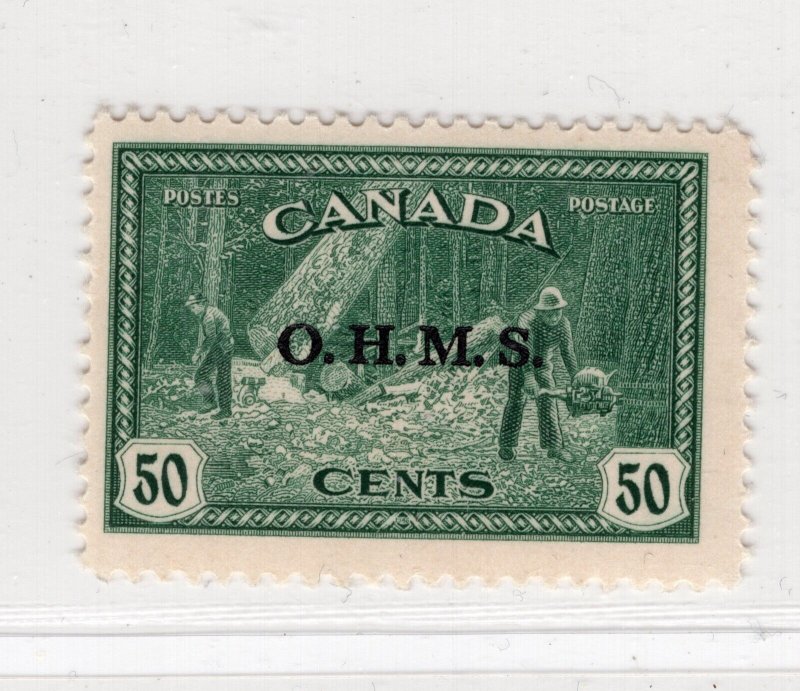 POSTES
CANADA
POSTAGE
O.H.M.S.
50
CENTS
50